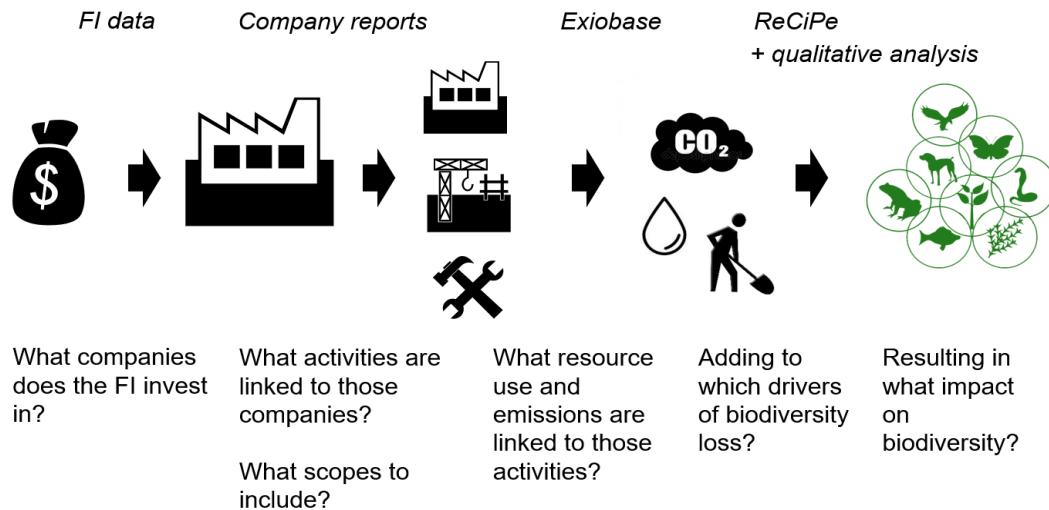 FI data
Company reports
Exiobase
ReCiPe
+ qualitative analysis
$
CO₂
What companies
does the FI invest
in?
What activities are
linked to those
companies?
What scopes to
include?
What resource
use and
emissions are
linked to those
activities?
Adding to
which drivers
of biodiversity
loss?
Resulting in
what impact
on
biodiversity?